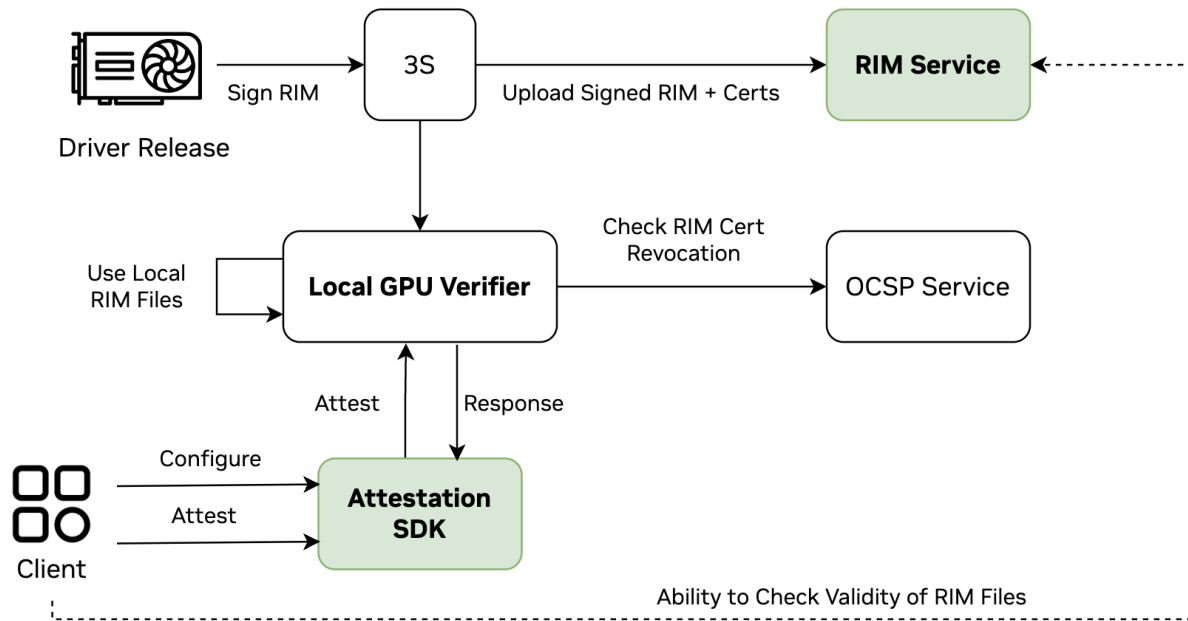 3S
RIM Service
Sign RIM
Upload Signed RIM + Certs
Driver Release
Check RIM Cert
Revocation
Use Local
RIM Files
Local GPU Verifier
OCSP Service
Attest
Response
Configure
Attest
Attestation
SDK
Client
Ability to Check Validity of RIM Files